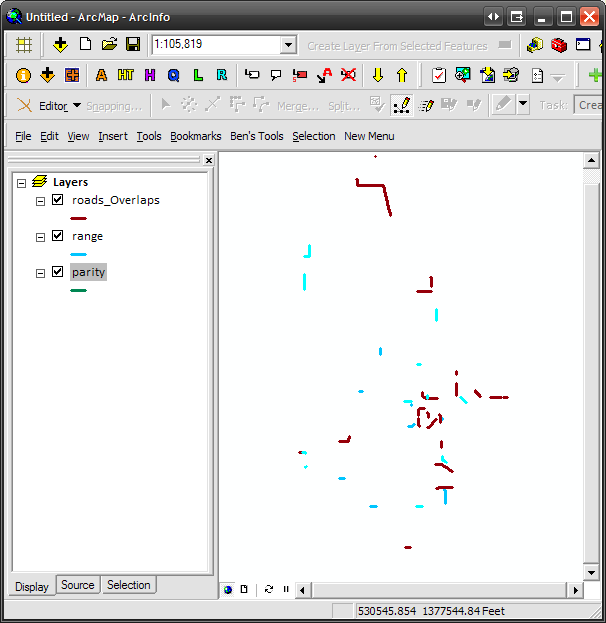 Untitled - ArcMap - ArcInfo
1:105,819 Create Layer From Selected Features
A HT H Q L R
Editor Snapping... Merge... Split... Task: Crea
File Edit View Insert Tools Bookmarks Ben's Tools Selection New Menu
Layers
roads_Overlaps
range
parity
Display Source Selection
530545.854 1377544.84 Feet